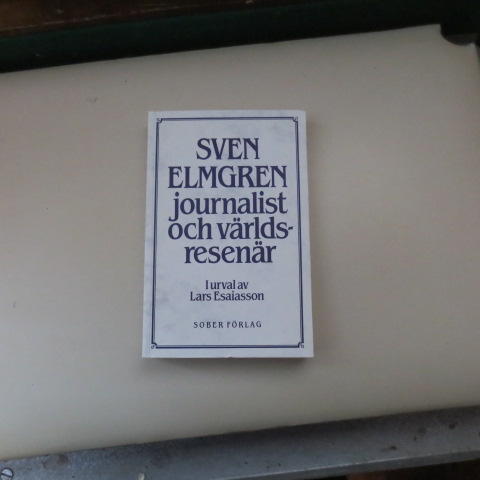 SVEN
ELMGREN
journalist
och världs-
resenär
I urval av
Lars Esaiasson
SOBER FÖRLAG